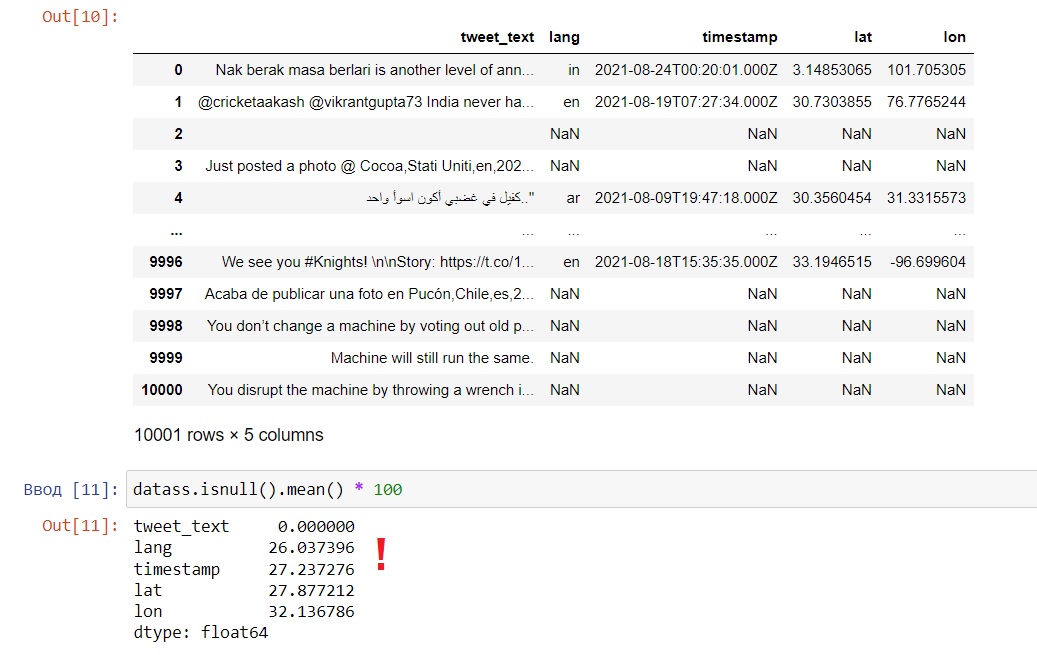 Out[10]:
tweet_text lang timestamp lat lon
0 Nak berak masa berlari is another level of ann... in 2021-08-24T00:20:01.000Z 3.14853065 101.705305
1 @cricketaakash @vikrantgupta73 India never ha... en 2021-08-19T07:27:34.000Z 30.7303855 76.7765244
2 NaN NaN NaN NaN
3 Just posted a photo @ Cocoa,Stati Uniti,en,202... NaN NaN NaN NaN
4 "..كفيل في غضبي أكون اسوأ واحد ar 2021-08-09T19:47:18.000Z 30.3560454 31.3315573
... ... ... ... ... ...
9996 We see you #Knights! \n\nStory: https://t.co/1... en 2021-08-18T15:35:35.000Z 33.1946515 -96.699604
9997 Acaba de publicar una foto en Pucón,Chile,es,2... NaN NaN NaN NaN
9998 You don’t change a machine by voting out old p... NaN NaN NaN NaN
9999 Machine will still run the same. NaN NaN NaN NaN
10000 You disrupt the machine by throwing a wrench i... NaN NaN NaN NaN
10001 rows × 5 columns
Ввод [11]: datass.isnull().mean() * 100
Out[11]: tweet_text 0.000000
lang 26.037396 !
timestamp 27.237276
lat 27.877212
lon 32.136786
dtype: float64